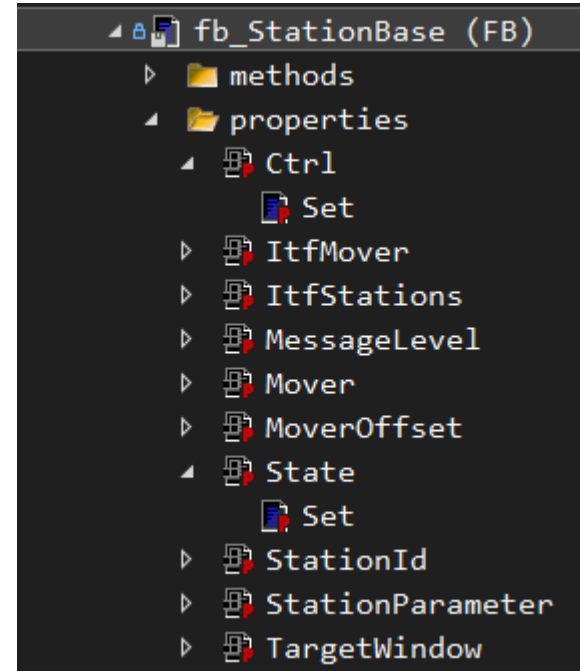 fb_StationBase (FB)
methods
properties
Ctrl
Set
ItfMover
ItfStations
MessageLevel
Mover
MoverOffset
State
Set
StationId
StationParameter
TargetWindow